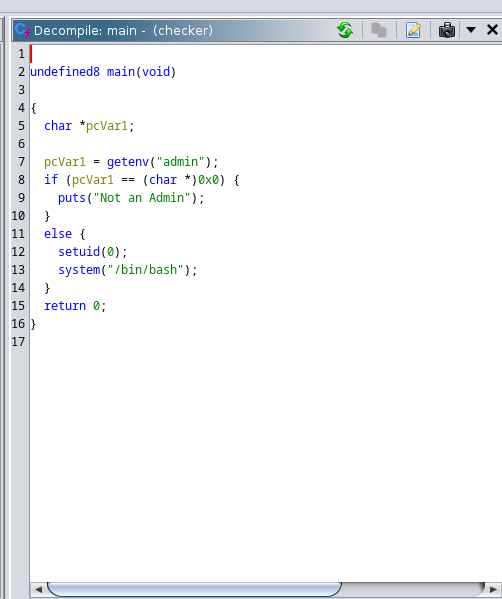 Decompile: main - (checker)
1
2 undefined8 main(void)
3
4 {
5   char *pcVar1;
6
7   pcVar1 = getenv("admin");
8   if (pcVar1 == (char *)0x0) {
9     puts("Not an Admin");
10   }
11   else {
12     setuid(0);
13     system("/bin/bash");
14   }
15   return 0;
16 }
17